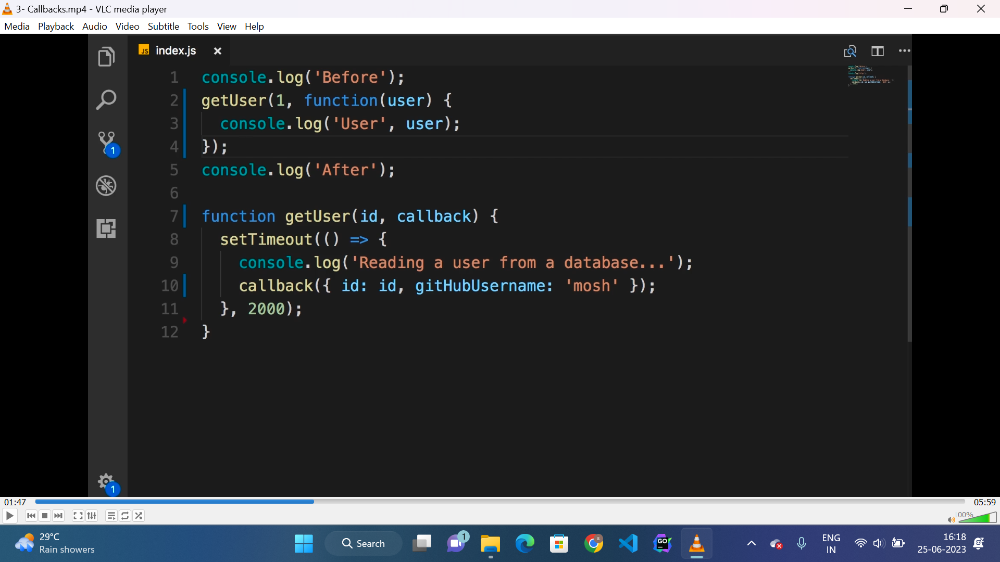 3- Callbacks.mp4 - VLC media player
Media Playback Audio Video Subtitle Tools View Help
JS index.js
1 console.log('Before');
2 getUser(1, function(user) {
3 console.log('User', user);
4 });
5 console.log('After');
6
7 function getUser(id, callback) {
8 setTimeout(() => {
9 console.log('Reading a user from a database...');
10 callback({ id: id, gitHubUsername: 'mosh' });
11 }, 2000);
12 }
1
1
01:47 05:59
100%
29°C
Rain showers
Search
1
GO
S
ENG
IN
16:18
25-06-2023